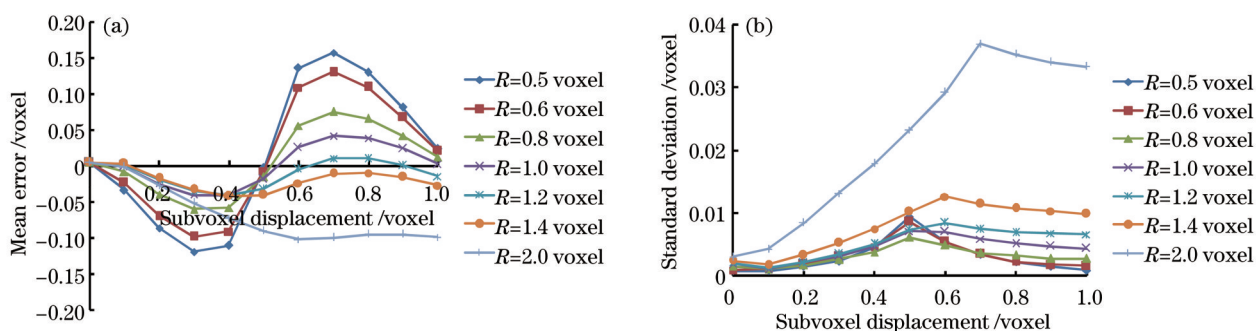 (a)
Mean error /voxel
0.20
0.15
0.10
0.05
0
-0.05
-0.10
-0.15
-0.20
0.2
0.4
0.6
0.8
1.0
Subvoxel displacement /voxel
R=0.5 voxel
R=0.6 voxel
R=0.8 voxel
R=1.0 voxel
R=1.2 voxel
R=1.4 voxel
R=2.0 voxel
(b)
Standard deviation /voxel
0.04
0.03
0.02
0.01
0
0
0.2
0.4
0.6
0.8
1.0
Subvoxel displacement /voxel
R=0.5 voxel
R=0.6 voxel
R=0.8 voxel
R=1.0 voxel
R=1.2 voxel
R=1.4 voxel
R=2.0 voxel